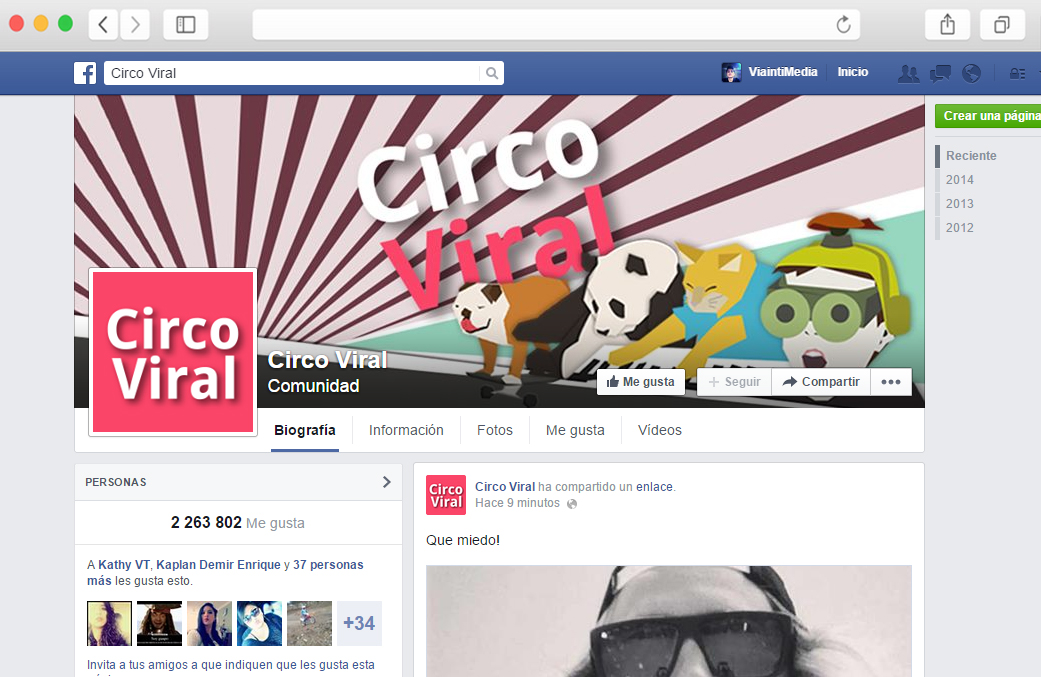 Circo Viral
ViaintiMedia
Inicio
Crear una página
Reciente
2014
2013
2012
Circo
Viral
Circo
Viral
Circo Viral
Comunidad
Me gusta
+ Seguir
Compartir
Biografía
Información
Fotos
Me gusta
Vídeos
PERSONAS
2 263 802 Me gusta
A Kathy VT, Kaplan Demir Enrique y 37 personas
más les gusta esto.
+34
Invita a tus amigos a que indiquen que les gusta esta
Circo
Viral
Circo Viral ha compartido un enlace.
Hace 9 minutos
Que miedo!